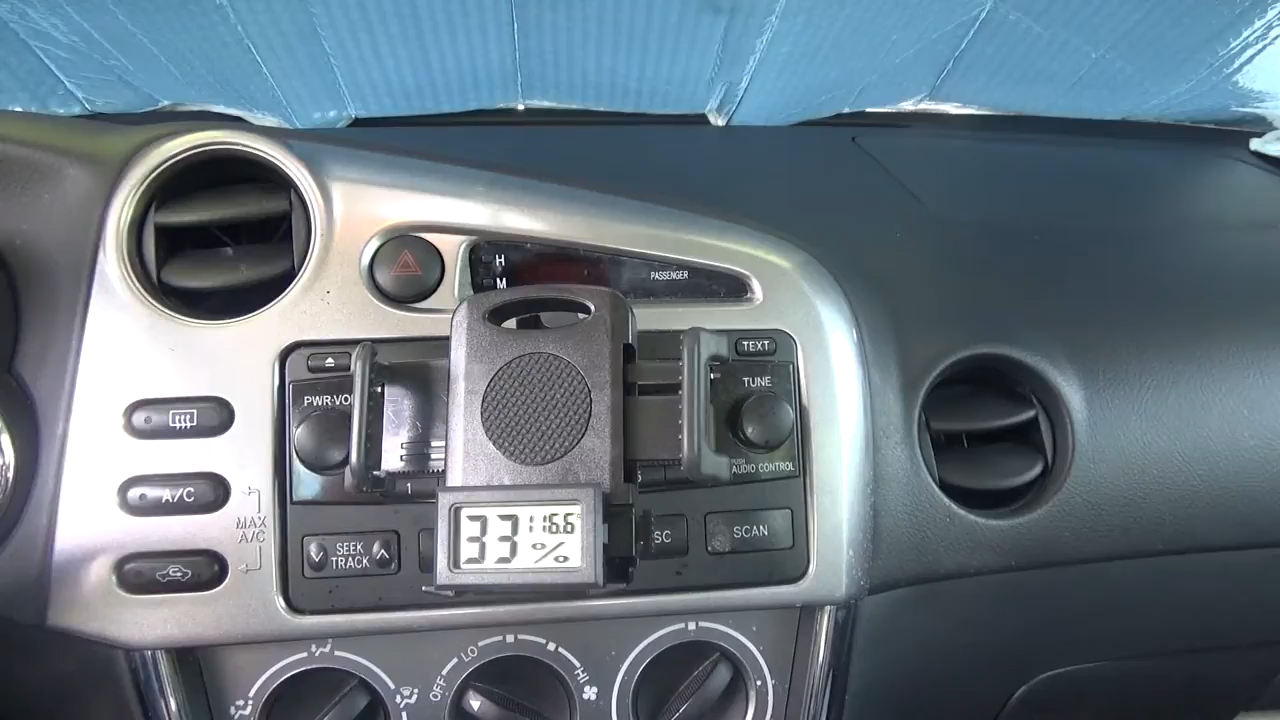 H
M
PASSENGER
TEXT
TUNE
PWR·VO
PUSH
AUDIO CONTROL
1
A/C
MAX
A/C
33 116.6°
%
SEEK
TRACK
SC
SCAN
LO
OFF
HI